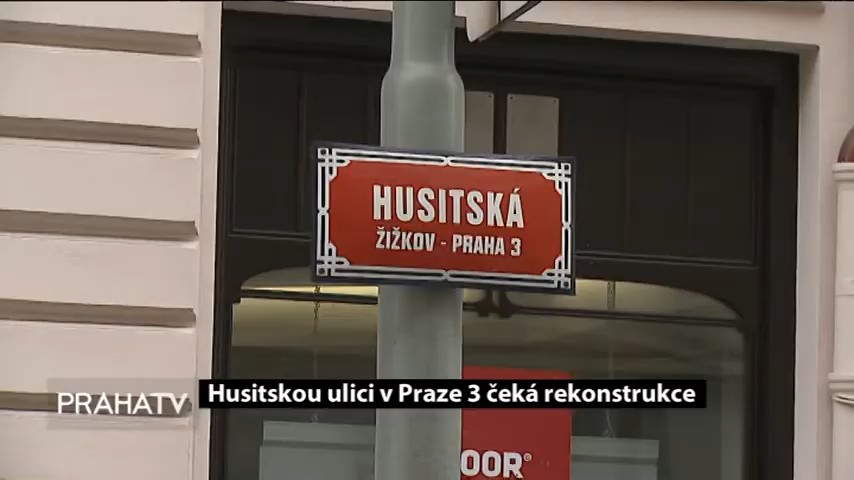 HUSITSKÁ
ŽIŽKOV - PRAHA 3
PRAHATV
Husitskou ulici v Praze 3 čeká rekonstrukce
OOR®